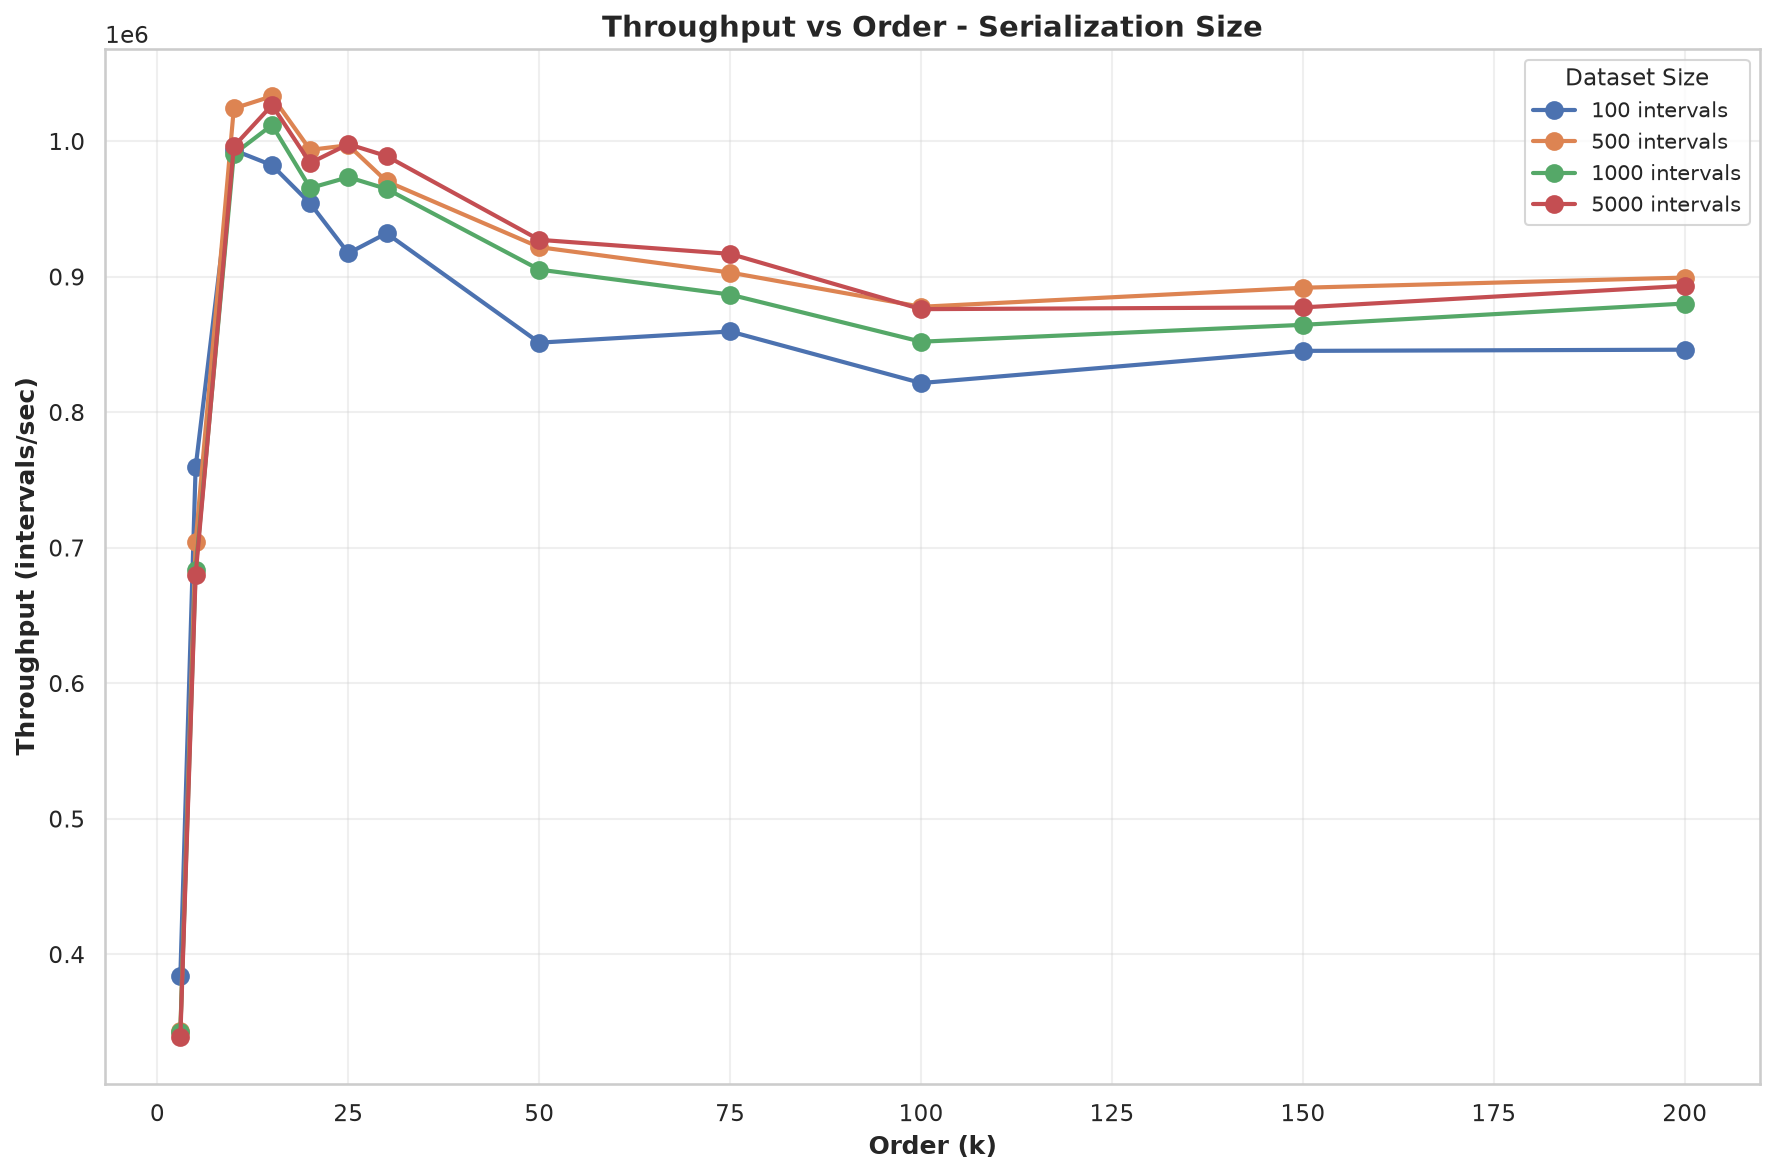 Throughput vs Order - Serialization Size
1e6
Dataset Size
100 intervals
500 intervals
1000 intervals
5000 intervals
Throughput (intervals/sec)
1.0
0.9
0.8
0.7
0.6
0.5
0.4
0 25 50 75 100 125 150 175 200
Order (k)